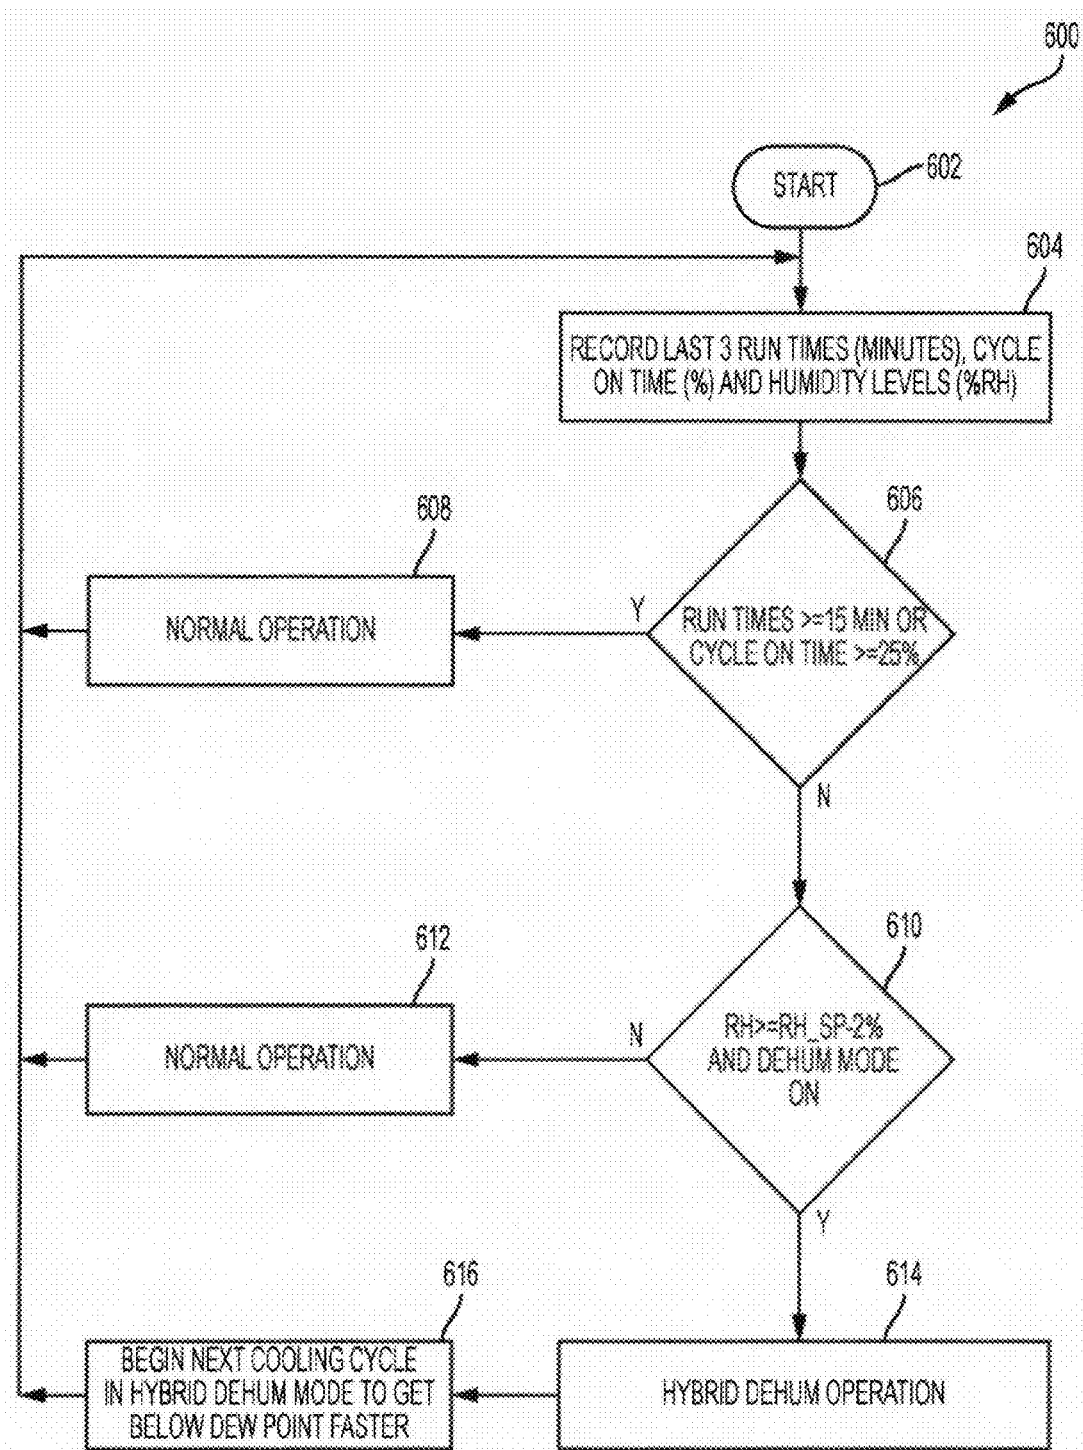 600
START
602
604
RECORD LAST 3 RUN TIMES (MINUTES), CYCLE
ON TIME (%) AND HUMIDITY LEVELS (%RH)
606
608
NORMAL OPERATION
Y
RUN TIMES >=15 MIN OR
CYCLE ON TIME >=25%
N
610
612
NORMAL OPERATION
N
RH>=RH_SP-2%
AND DEHUM MODE
ON
Y
616
614
BEGIN NEXT COOLING CYCLE
IN HYBRID DEHUM MODE TO GET
BELOW DEW POINT FASTER
HYBRID DEHUM OPERATION